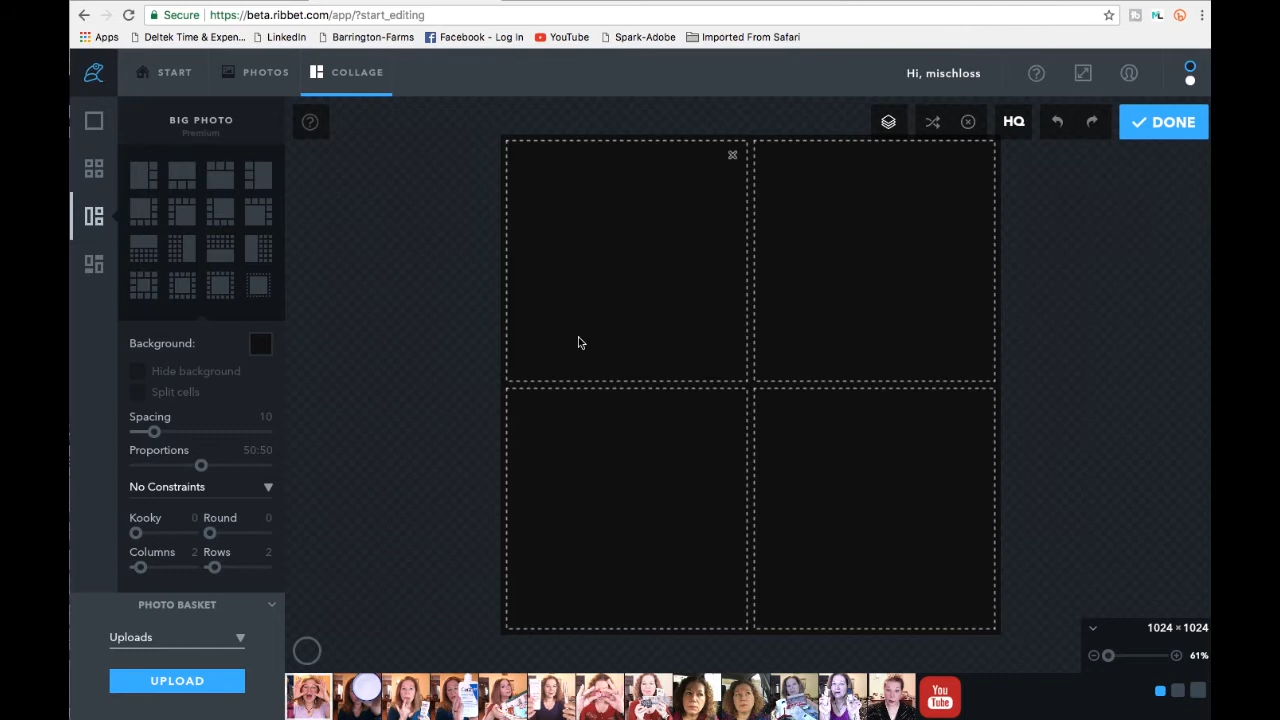 Secure https://beta.ribbet.com/app/?start_editing
Apps Deltek Time & Expen... LinkedIn Barrington-Farms Facebook - Log In YouTube Spark-Adobe Imported From Safari
START PHOTOS COLLAGE Hi, mischloss
BIG PHOTO
Premium
HQ DONE
Background:
Hide background
Split cells
Spacing 10
Proportions 50:50
No Constraints
Kooky 0 Round 0
Columns 2 Rows 2
PHOTO BASKET
Uploads
UPLOAD
1024 × 1024
61%
You
Tube